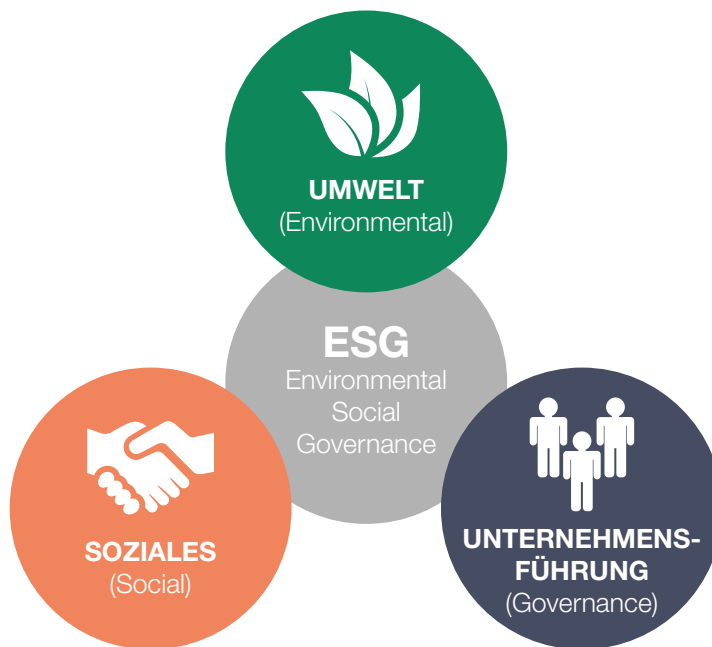 UMWELT
(Environmental)
ESG
Environmental
Social
Governance
SOZIALES
(Social)
UNTERNEHMENS-
FÜHRUNG
(Governance)